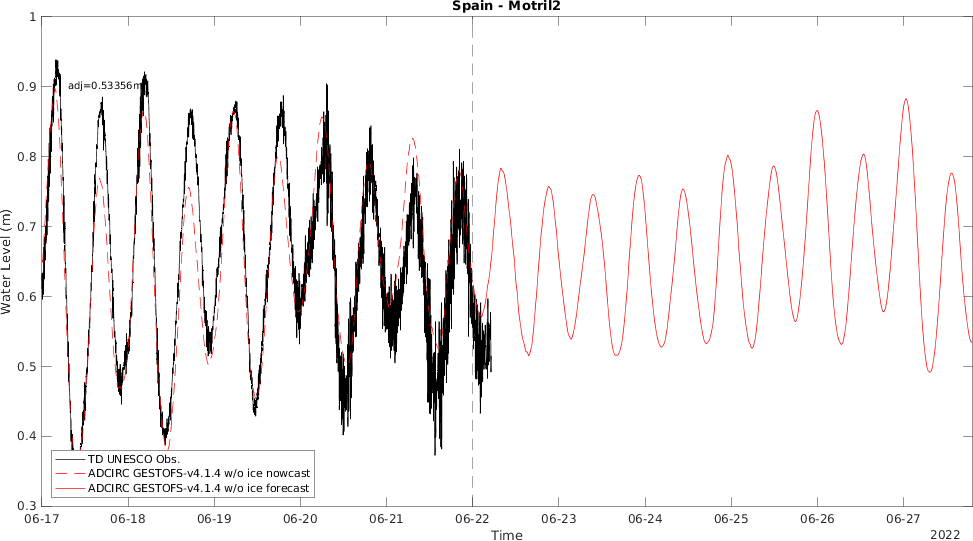 Spain - Motril2
1
0.9
0.8
0.7
0.6
0.5
0.4
0.3
Water Level (m)
adj=0.53356m
TD UNESCO Obs.
ADCIRC GESTOFS-v4.1.4 w/o ice nowcast
ADCIRC GESTOFS-v4.1.4 w/o ice forecast
06-17 06-18 06-19 06-20 06-21 06-22 06-23 06-24 06-25 06-26 06-27
Time
2022